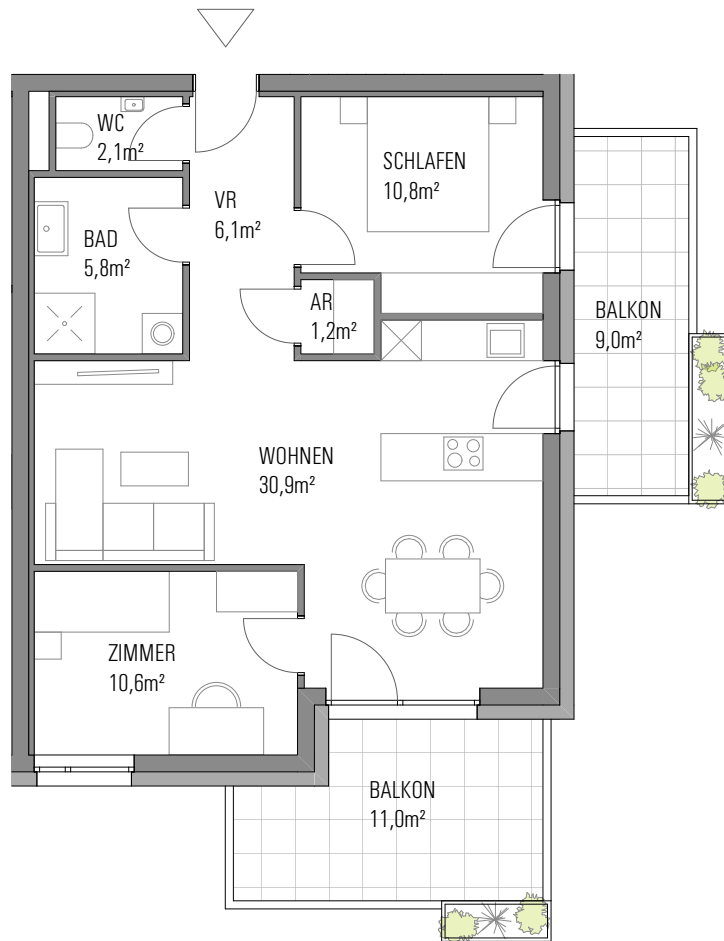 WC
2,1m²
SCHLAFEN
10,8m²
VR
6,1m²
BAD
5,8m²
AR
1,2m²
BALKON
9,0m²
WOHNEN
30,9m²
ZIMMER
10,6m²
BALKON
11,0m²